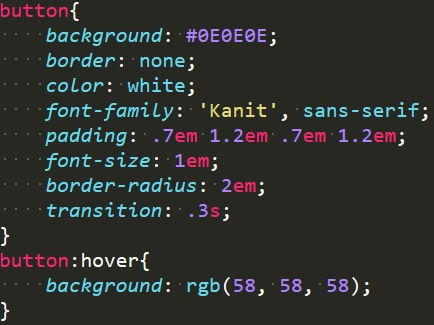 button{
    background: #0E0E0E;
    border: none;
    color: white;
    font-family: 'Kanit', sans-serif;
    padding: .7em 1.2em .7em 1.2em;
    font-size: 1em;
    border-radius: 2em;
    transition: .3s;
}
button:hover{
    background: rgb(58, 58, 58);
}